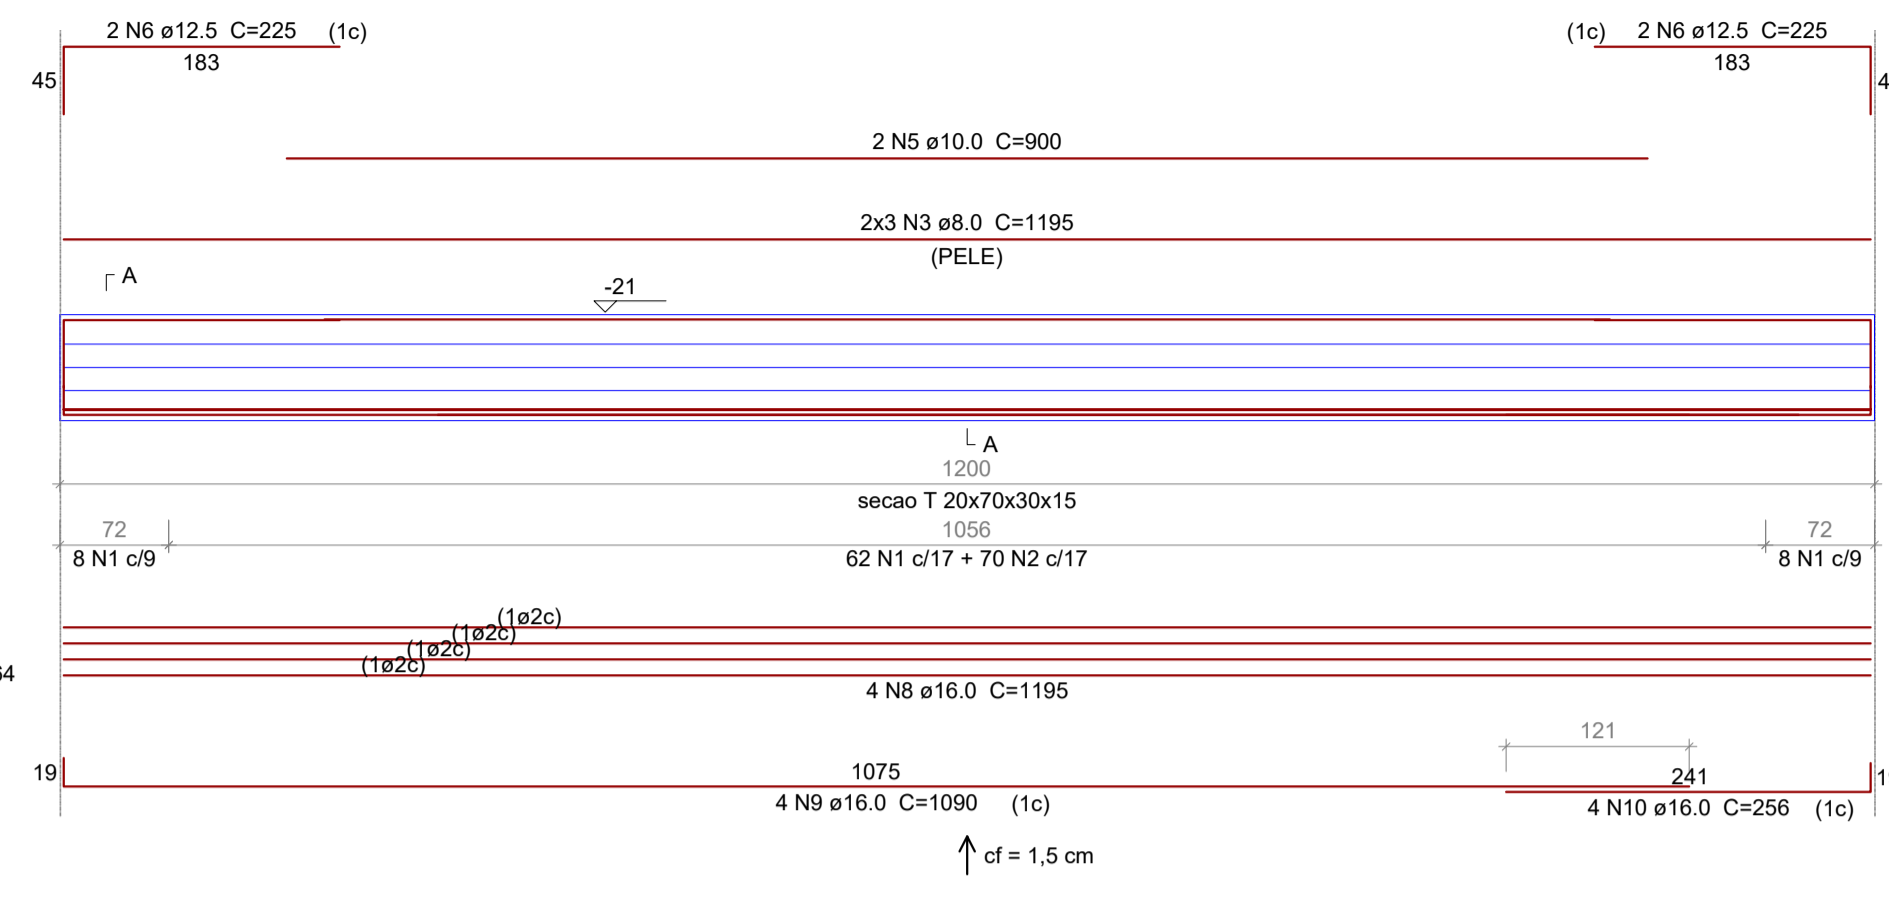 2 N6 ø12.5 C=225 (1c)
(1c) 2 N6 ø12.5 C=225
183
183
45
4
2 N5 ø10.0 C=900
2x3 N3 ø8.0 C=1195
(PELE)
A
-21
A
1200
secao T 20x70x30x15
72
1056
72
8 N1 c/9
62 N1 c/17 + 70 N2 c/17
8 N1 c/9
(1ø2c)
(1ø2c)
(1ø2c)
(1ø2c)
64
4 N8 ø16.0 C=1195
121
19
1075
241
1
4 N9 ø16.0 C=1090 (1c)
4 N10 ø16.0 C=256 (1c)
cf = 1,5 cm